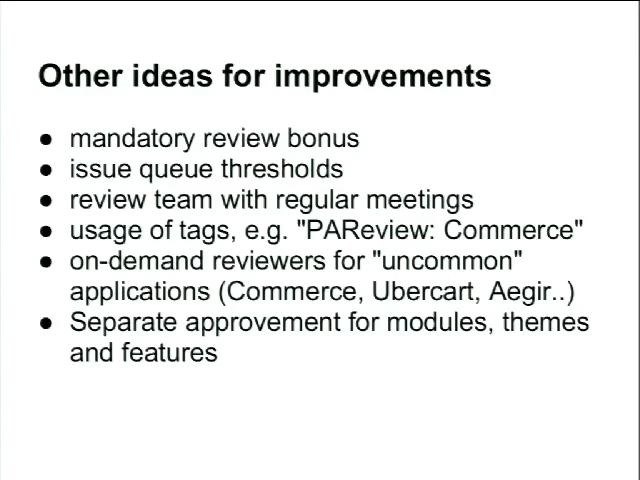 Other ideas for improvements
● mandatory review bonus
● issue queue thresholds
● review team with regular meetings
● usage of tags, e.g. "PAReview: Commerce"
● on-demand reviewers for "uncommon"
applications (Commerce, Ubercart, Aegir..)
● Separate approvement for modules, themes
and features